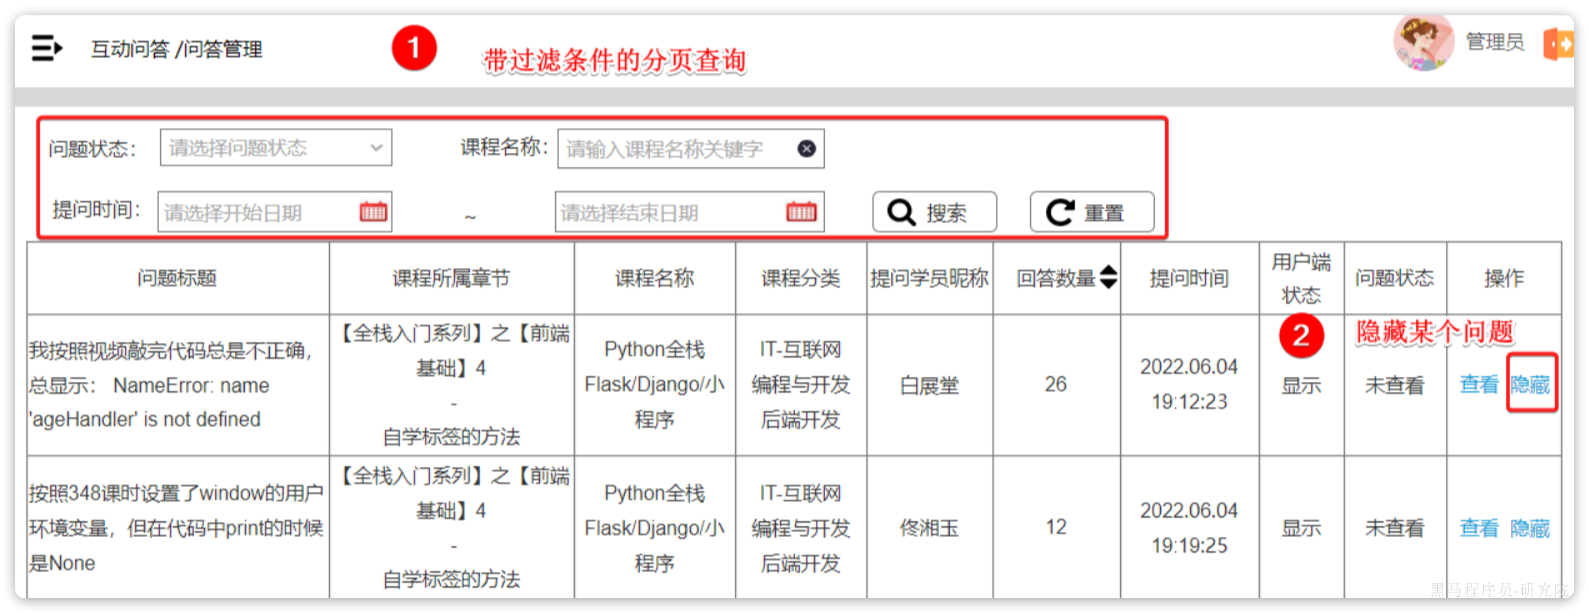 互动问答 /问答管理
1
带过滤条件的分页查询
管理员
问题状态：
请选择问题状态
课程名称：
请输入课程名称关键字
提问时间：
请选择开始日期
~
请选择结束日期
搜索
重置
问题标题
课程所属章节
课程名称
课程分类
提问学员昵称
回答数量
提问时间
用户端
状态
问题状态
操作
2
隐藏某个问题
我按照视频敲完代码总是不正确，
总显示： NameError: name
'ageHandler' is not defined
【全栈入门系列】之【前端
基础】4
-
自学标签的方法
Python全栈
Flask/Django/小
程序
IT-互联网
编程与开发
后端开发
白展堂
26
2022.06.04
19:12:23
显示
未查看
查看 隐藏
按照348课时设置了window的用户
环境变量，但在代码中print的时候
是None
【全栈入门系列】之【前端
基础】4
-
自学标签的方法
Python全栈
Flask/Django/小
程序
IT-互联网
编程与开发
后端开发
佟湘玉
12
2022.06.04
19:19:25
显示
未查看
查看 隐藏
黑马程序员-研究院